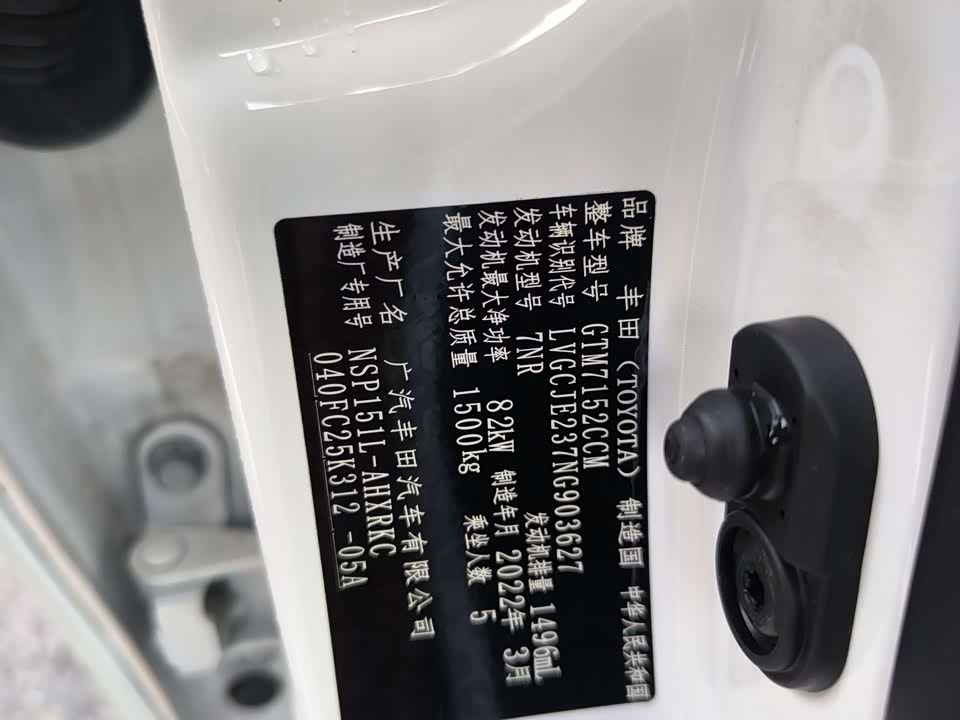 品牌 丰田（TOYOTA） 制造国 中华人民共和国
整车型号 GTM7152CCM
车辆识别代号 LVGCJE237NG903627
发动机型号 7NR 发动机排量 1496mL
发动机最大净功率 82kW 制造年月 2022年 3月
最大允许总质量 1500kg 乘坐人数 5
生产厂名 广汽丰田汽车有限公司
制造厂专用号 NSP151L-AHXRKC
040FC25K312 -05A